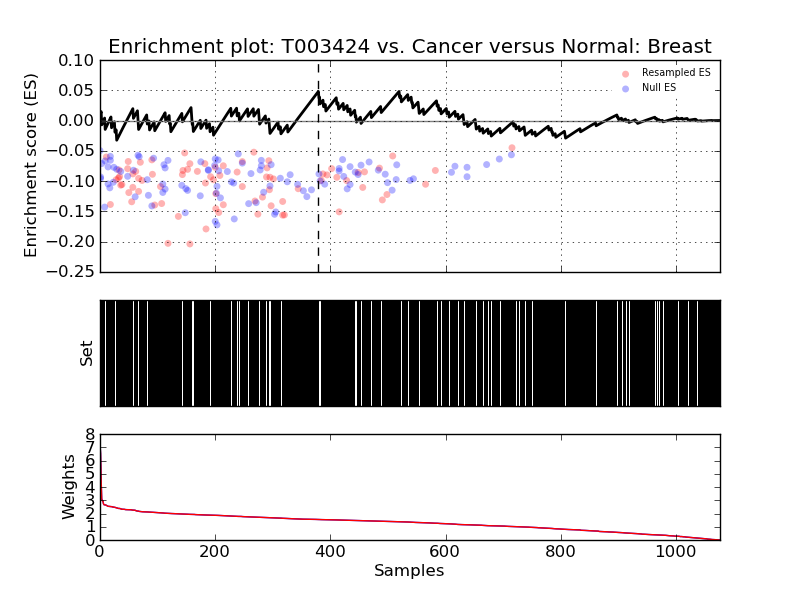 Enrichment plot: T003424 vs. Cancer versus Normal: Breast
Enrichment score (ES)
0.10
0.05
0.00
−0.05
−0.10
−0.15
−0.20
−0.25
Resampled ES
Null ES
Set
Weights
8
7
6
5
4
3
2
1
0
0 200 400 600 800 1000
Samples